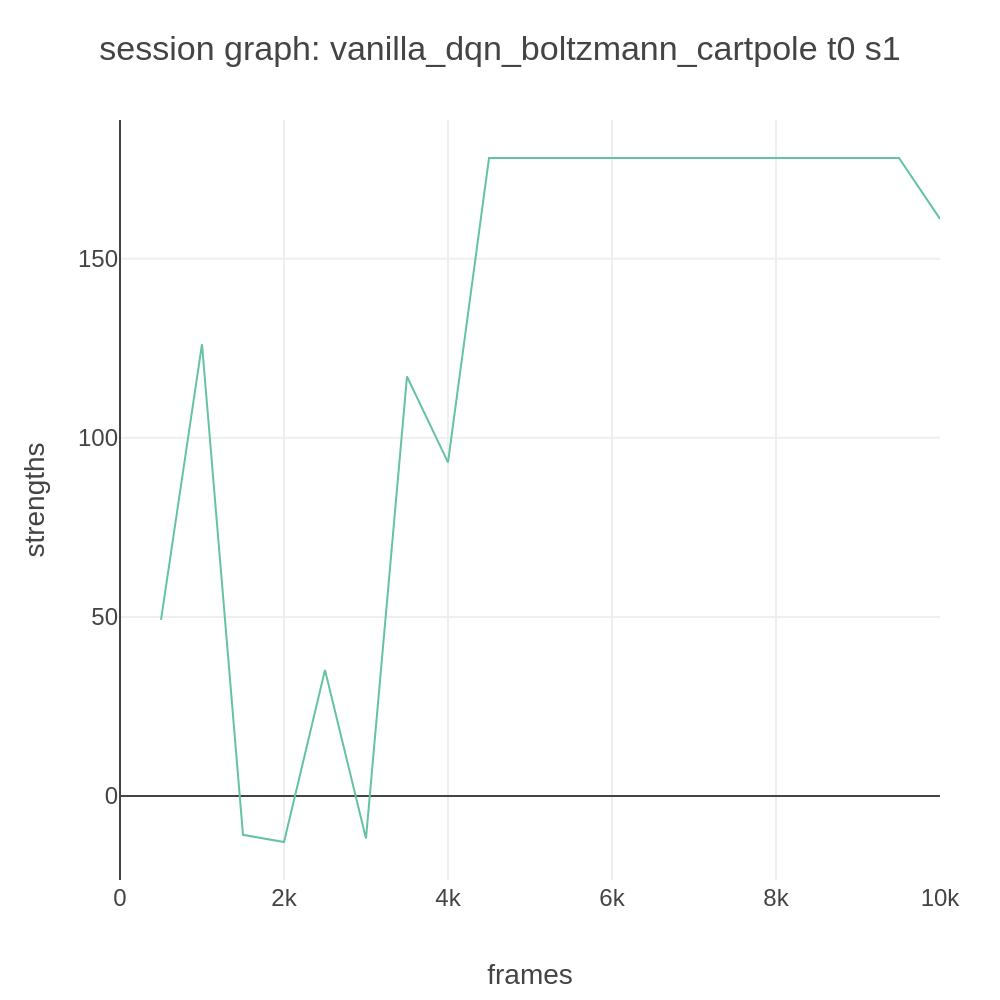 session graph: vanilla_dqn_boltzmann_cartpole t0 s1
150
100
50
0
strengths
0 2k 4k 6k 8k 10k
frames